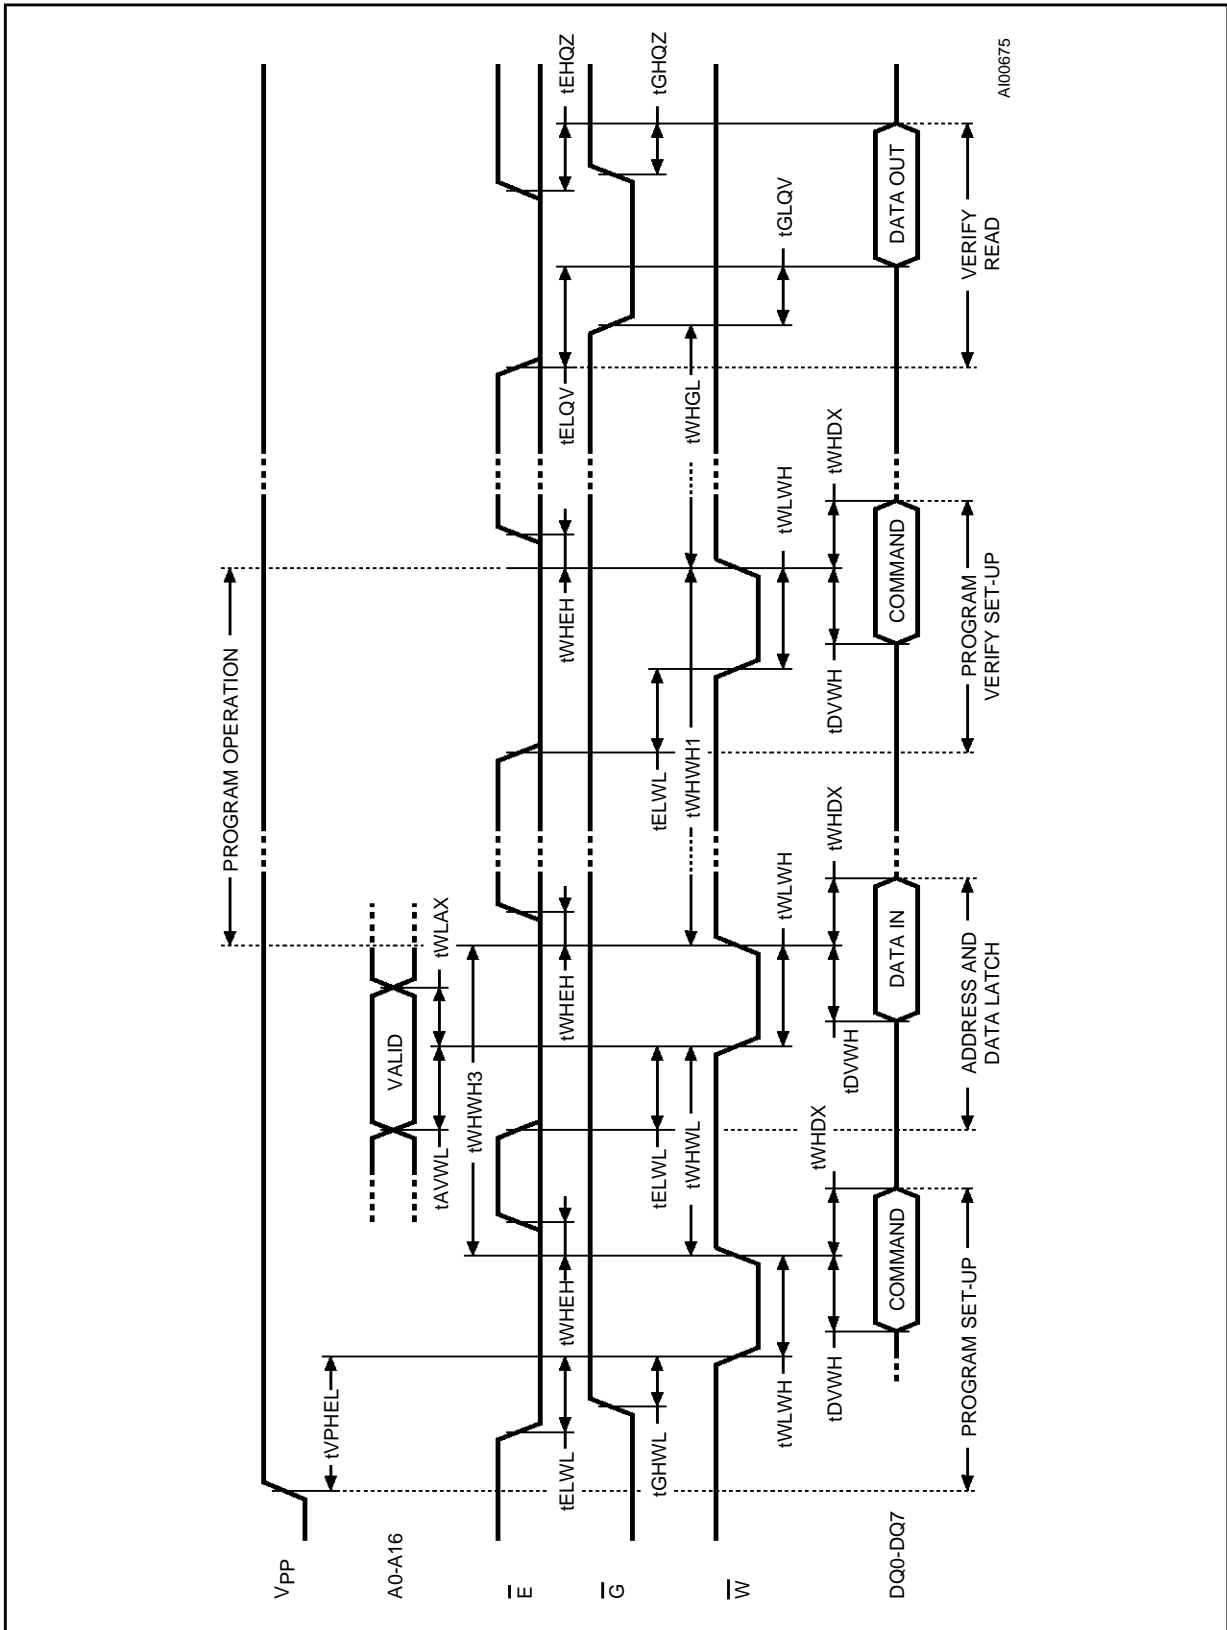 PROGRAM OPERATION
VPP
tVPHEL
A0-A16
VALID
tAVWL
tWLAX
tWHWH3
E
tELWL
tWHEH
tWHEH
tWHEH
tELQV
tEHQZ
G
tGHWL
tELWL
tELWL
tGHQZ
tWHWL
tWHWH1
tWHGL
W
tWLWH
tWLWH
tWLWH
tGLQV
tDVWH
tWHDX
tDVWH
tWHDX
tDVWH
tWHDX
DQ0-DQ7
COMMAND
DATA IN
COMMAND
DATA OUT
PROGRAM SET-UP
ADDRESS AND
DATA LATCH
PROGRAM
VERIFY SET-UP
VERIFY
READ
AI00675